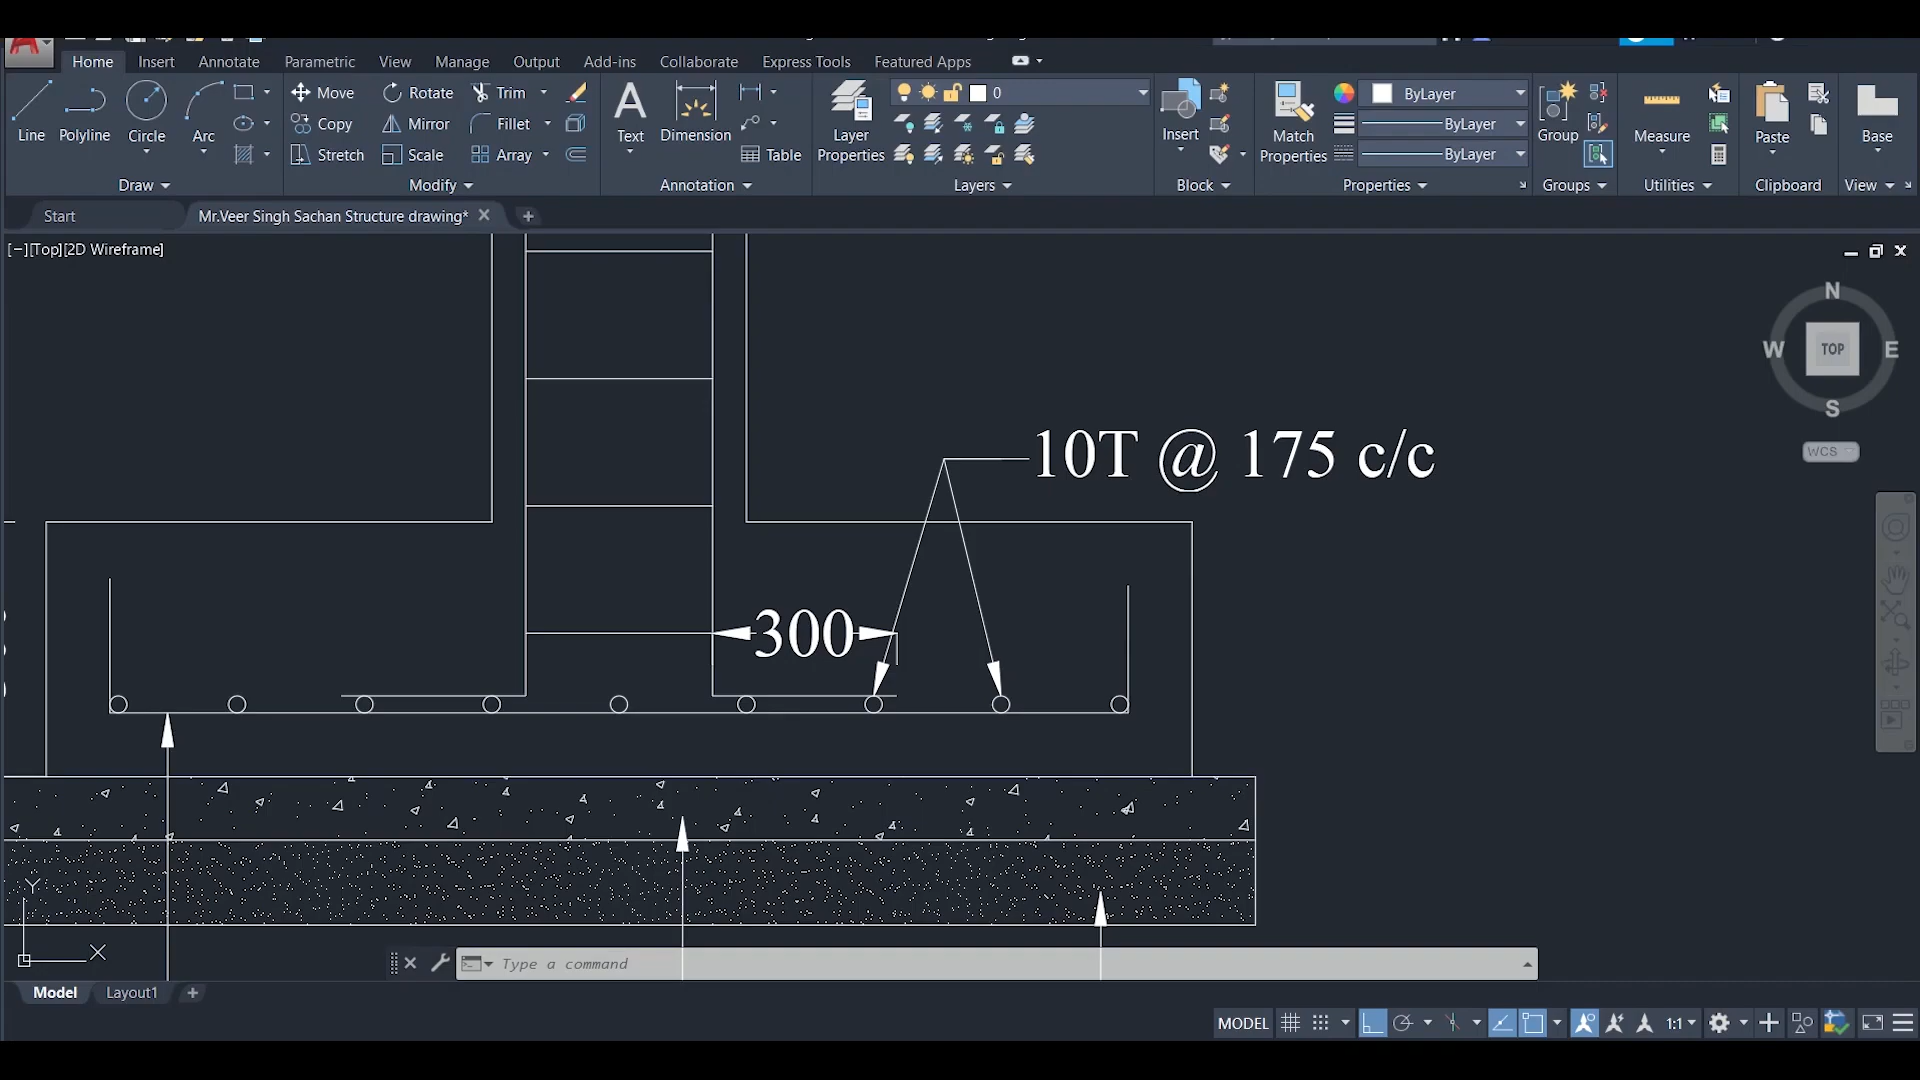 Home Insert Annotate Parametric View Manage Output Add-ins Collaborate Express Tools Featured Apps
Line Polyline Circle Arc
Move Rotate Trim
Copy Mirror Fillet
Stretch Scale Array
Text Dimension Table
Layer Properties
0
Insert
Match Properties
ByLayer
ByLayer
ByLayer
Group
Measure
Paste
Base
Draw Modify Annotation Layers Block Properties Groups Utilities Clipboard View
Start Mr.Veer Singh Sachan Structure drawing*
[−][Top][2D Wireframe]
N
W TOP E
S
WCS
10T @ 175 c/c
300
Y
X
Type a command
Model Layout1
MODEL 1:1